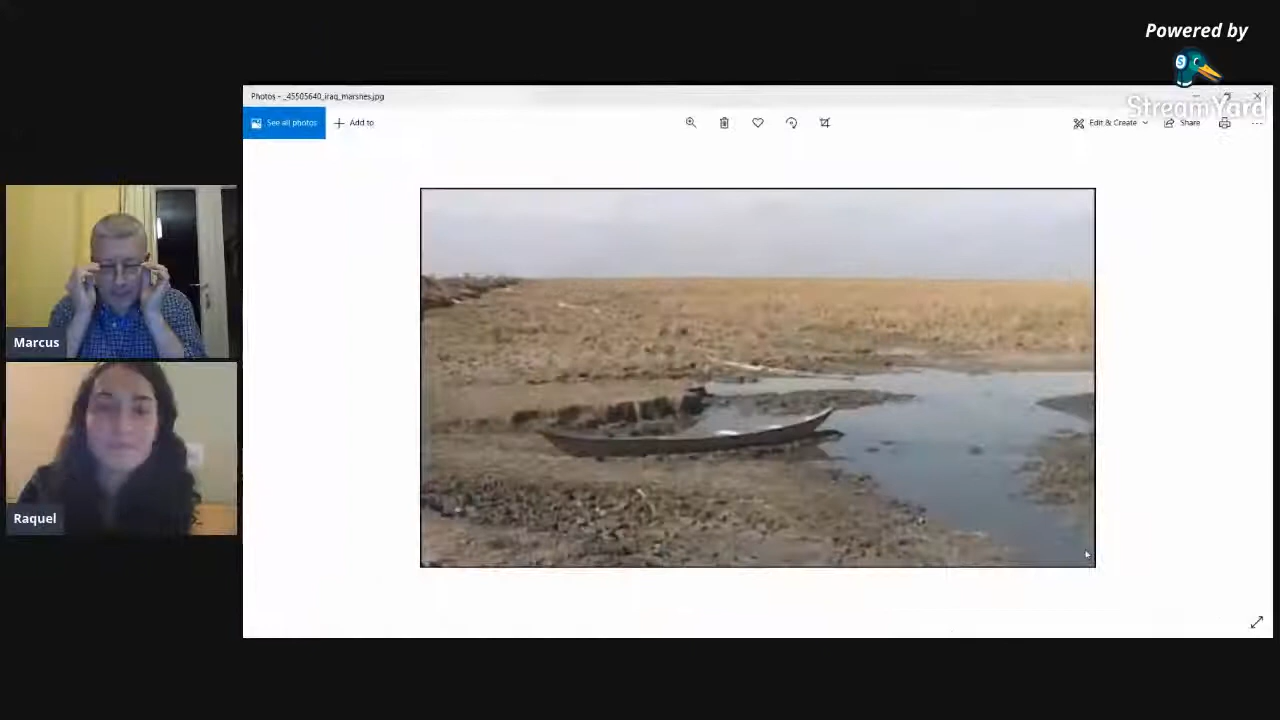 Powered by
StreamYard
Photos - _45505640_iraq_marshes.jpg
See all photos
Add to
Edit & Create
Share
Marcus
Raquel